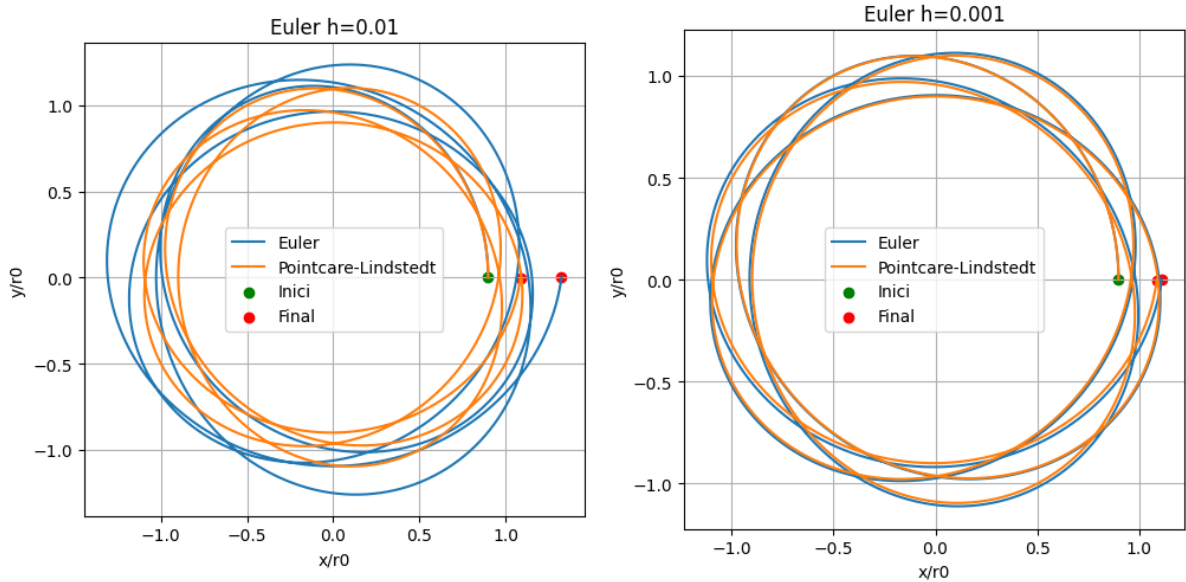 Euler h=0.01
y/r0
1.0
0.5
0.0
−0.5
−1.0
Euler
Pointcare-Lindstedt
Inici
Final
−1.0 −0.5 0.0 0.5 1.0
x/r0
Euler h=0.001
y/r0
1.0
0.5
0.0
−0.5
−1.0
Euler
Pointcare-Lindstedt
Inici
Final
−1.0 −0.5 0.0 0.5 1.0
x/r0